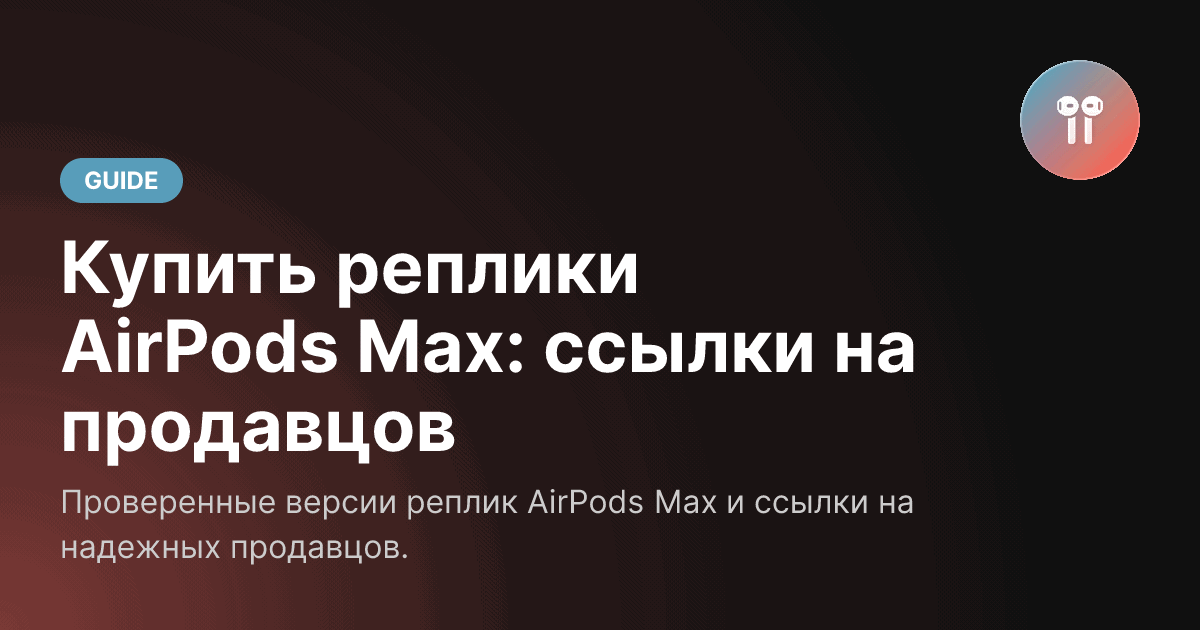 GUIDE
Купить реплики
AirPods Max: ссылки на
продавцов
Проверенные версии реплик AirPods Max и ссылки на
надежных продавцов.